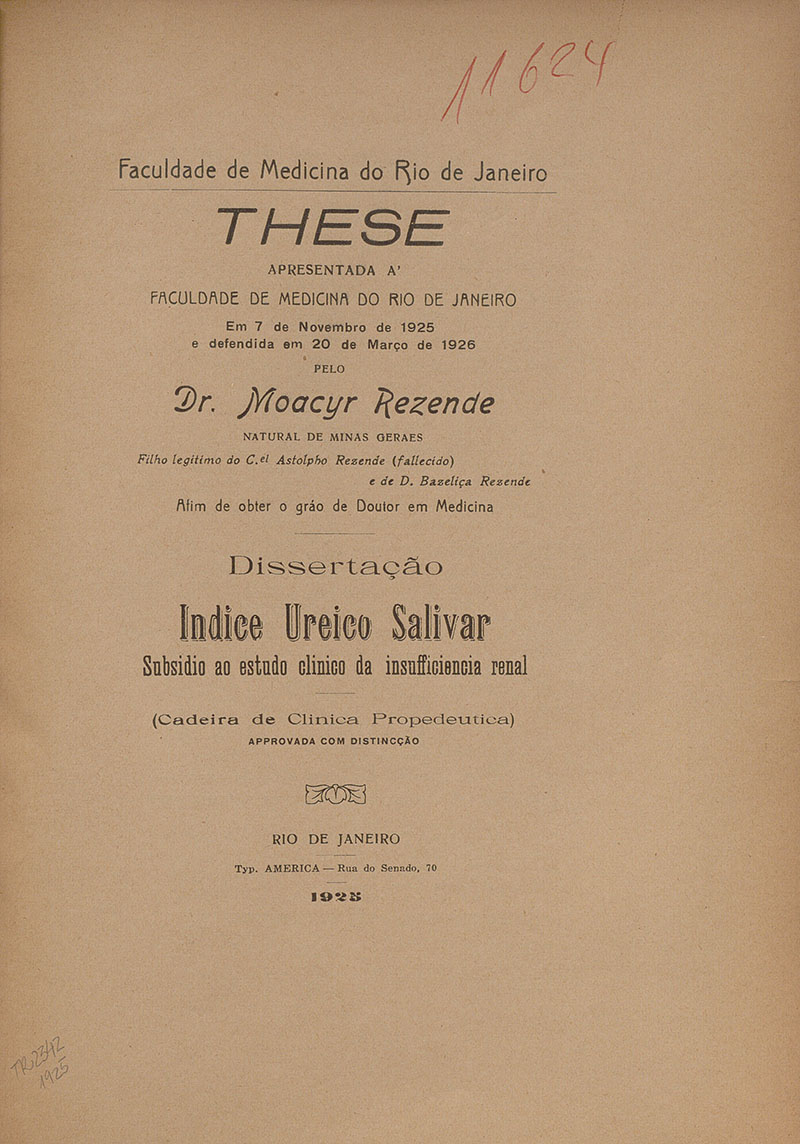 11624
Faculdade de Medicina do Rio de Janeiro
THESE
APRESENTADA A'
FACULDADE DE MEDICINA DO RIO DE JANEIRO
Em 7 de Novembro de 1925
e defendida em 20 de Março de 1926
PELO
Dr. Moacyr Rezende
NATURAL DE MINAS GERAES
Filho legitimo do C.el Astolpho Rezende (fallecido)
e de D. Bazeliça Rezende
Afim de obter o gráo de Doutor em Medicina
Dissertação
Indice Ureico Salivar
Subsidio ao estudo clinico da insufficiencia renal
(Cadeira de Clinica Propedeutica)
APPROVADA COM DISTINCÇÃO
RIO DE JANEIRO
Typ. AMERICA — Rua do Senado, 70
1925
TR2342
1925